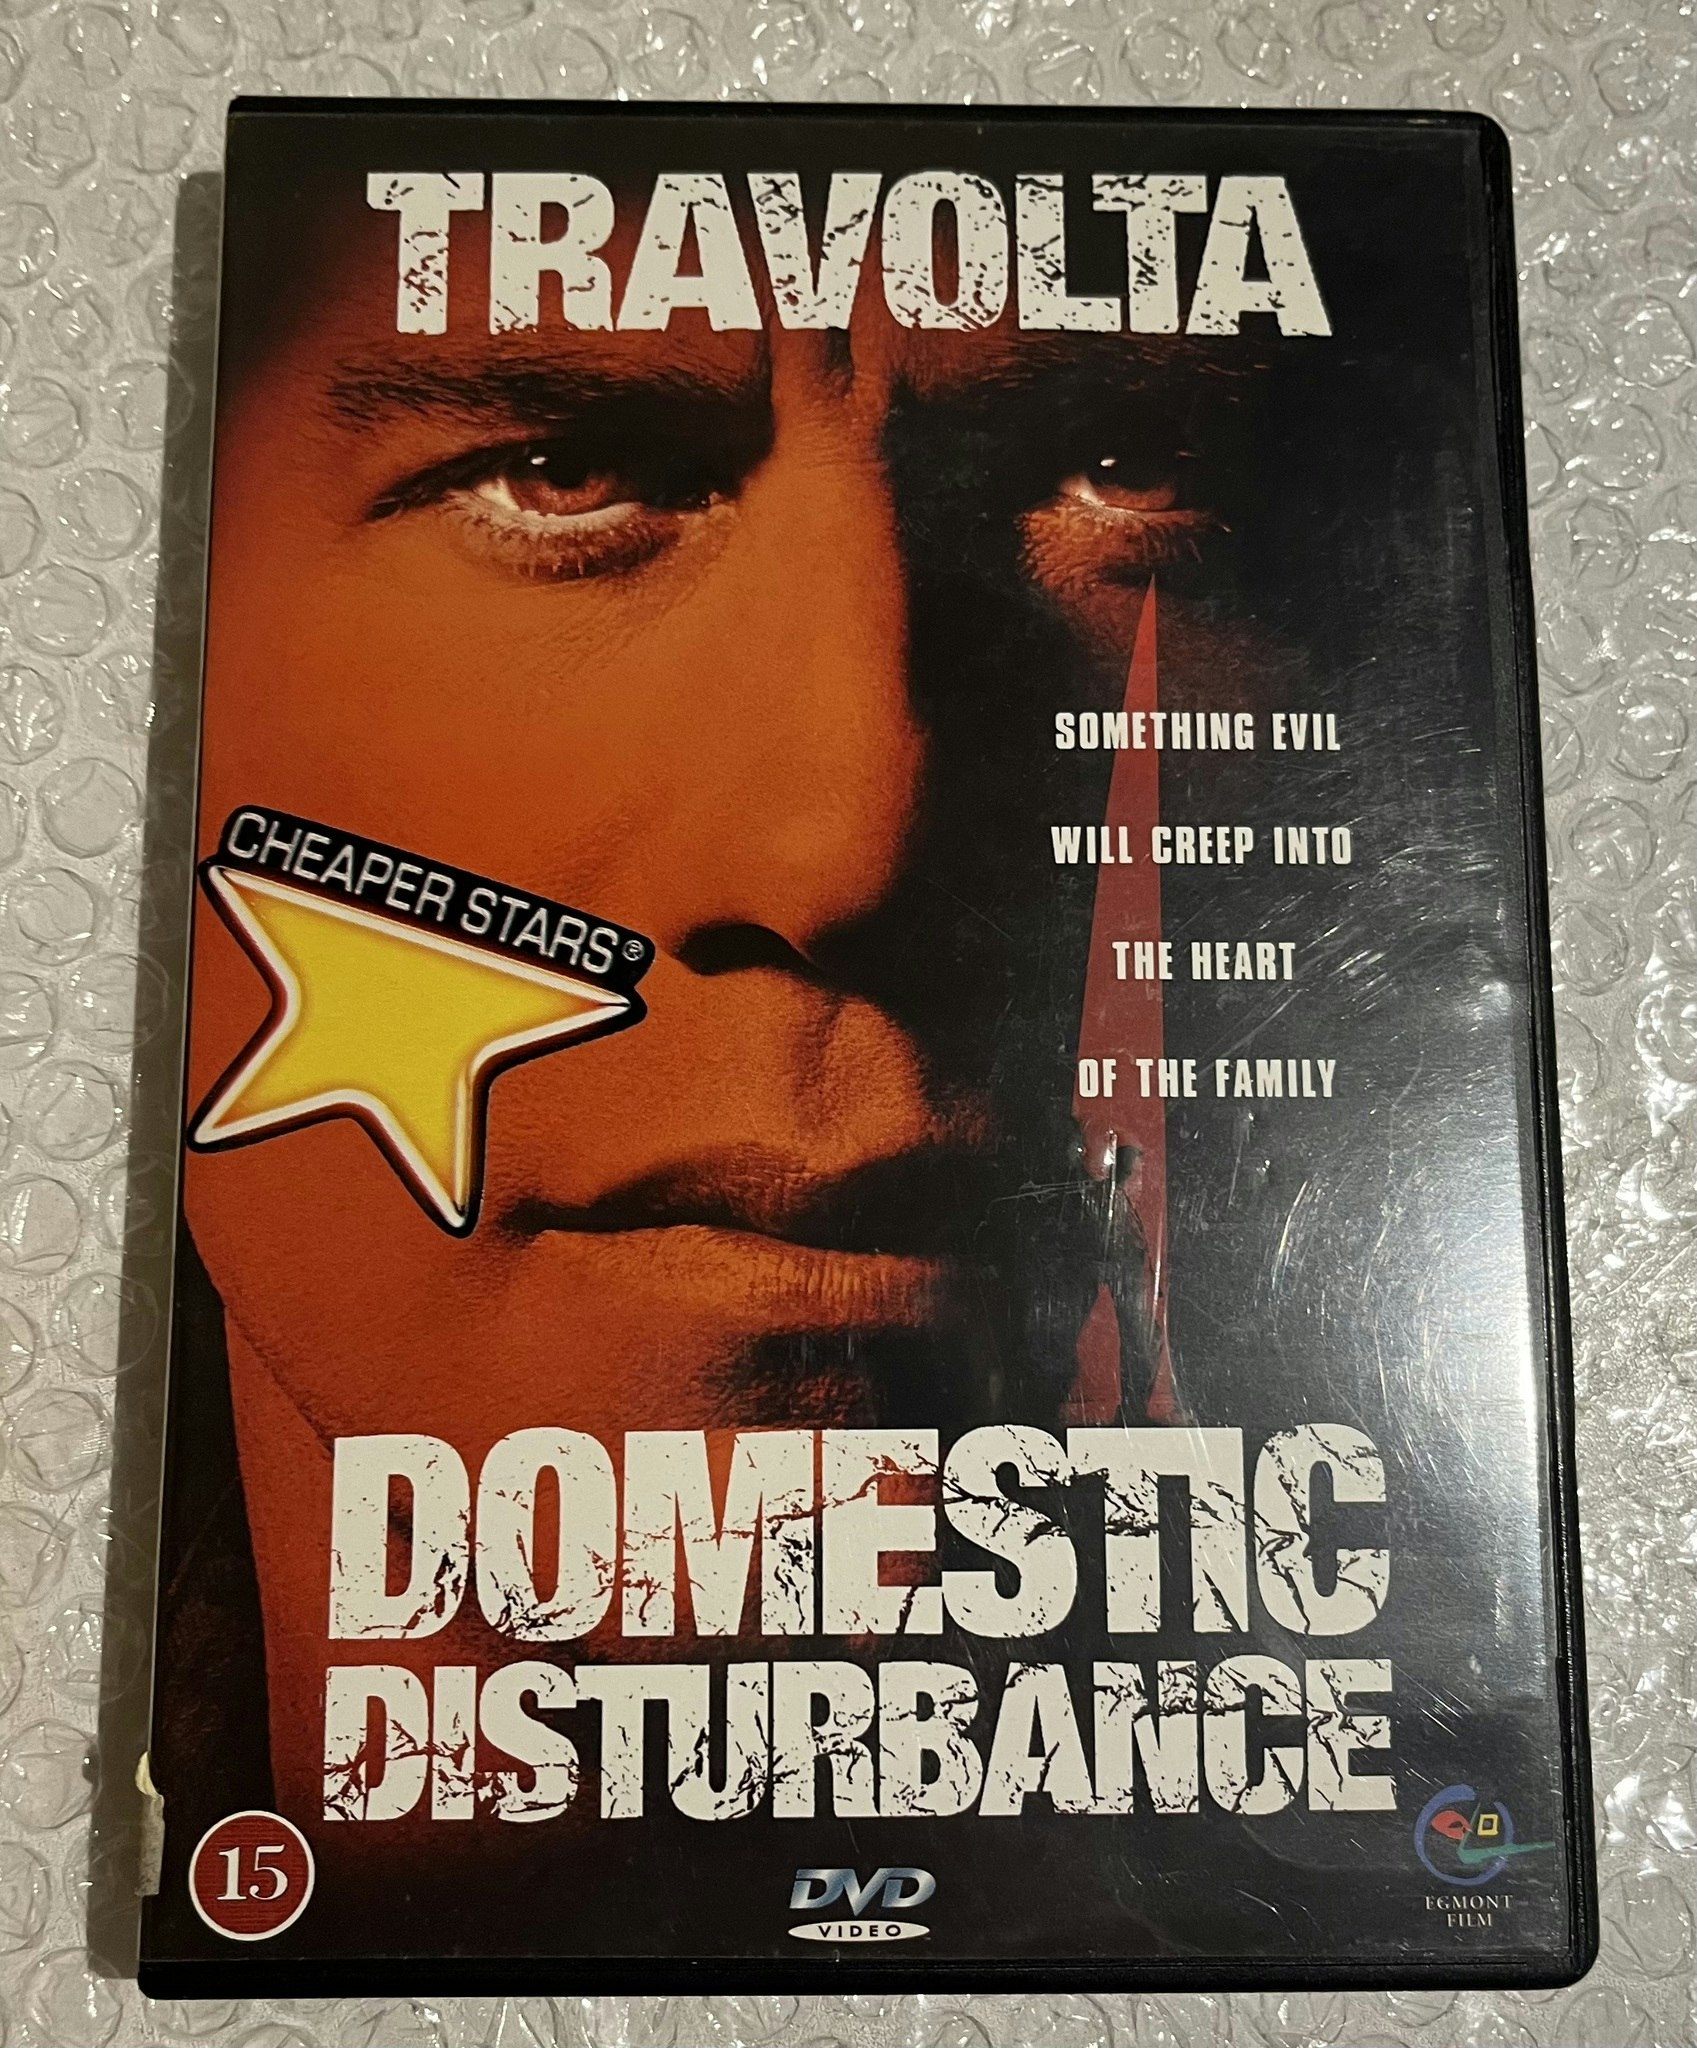 TRAVOLTA
SOMETHING EVIL
WILL CREEP INTO
THE HEART
OF THE FAMILY
CHEAPER STARS®
DOMESTIC
DISTURBANCE
15
DVD
VIDEO
EGMONT
FILM